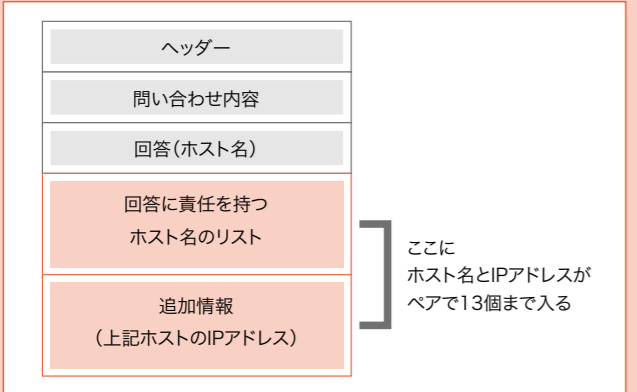 ヘッダー
問い合わせ内容
回答(ホスト名)
回答に責任を持つ
ホスト名のリスト
追加情報
(上記ホストのIPアドレス)
ここに
ホスト名とIPアドレスが
ペアで13個まで入る